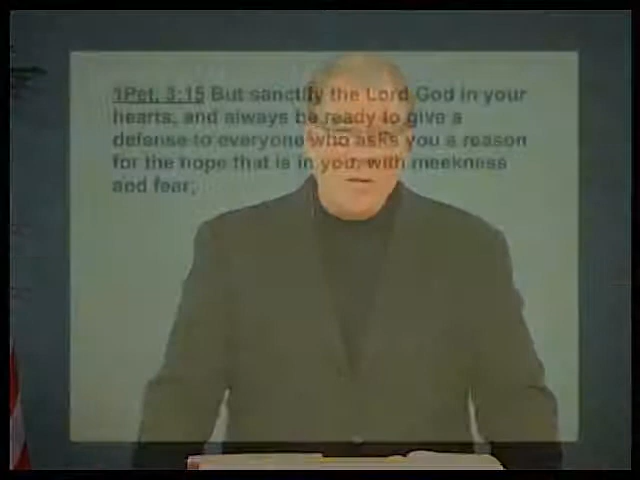 1Pet. 3:15 But sanctify the Lord God in your
hearts, and always be ready to give a
defense to everyone who asks you a reason
for the hope that is in you, with meekness
and fear;